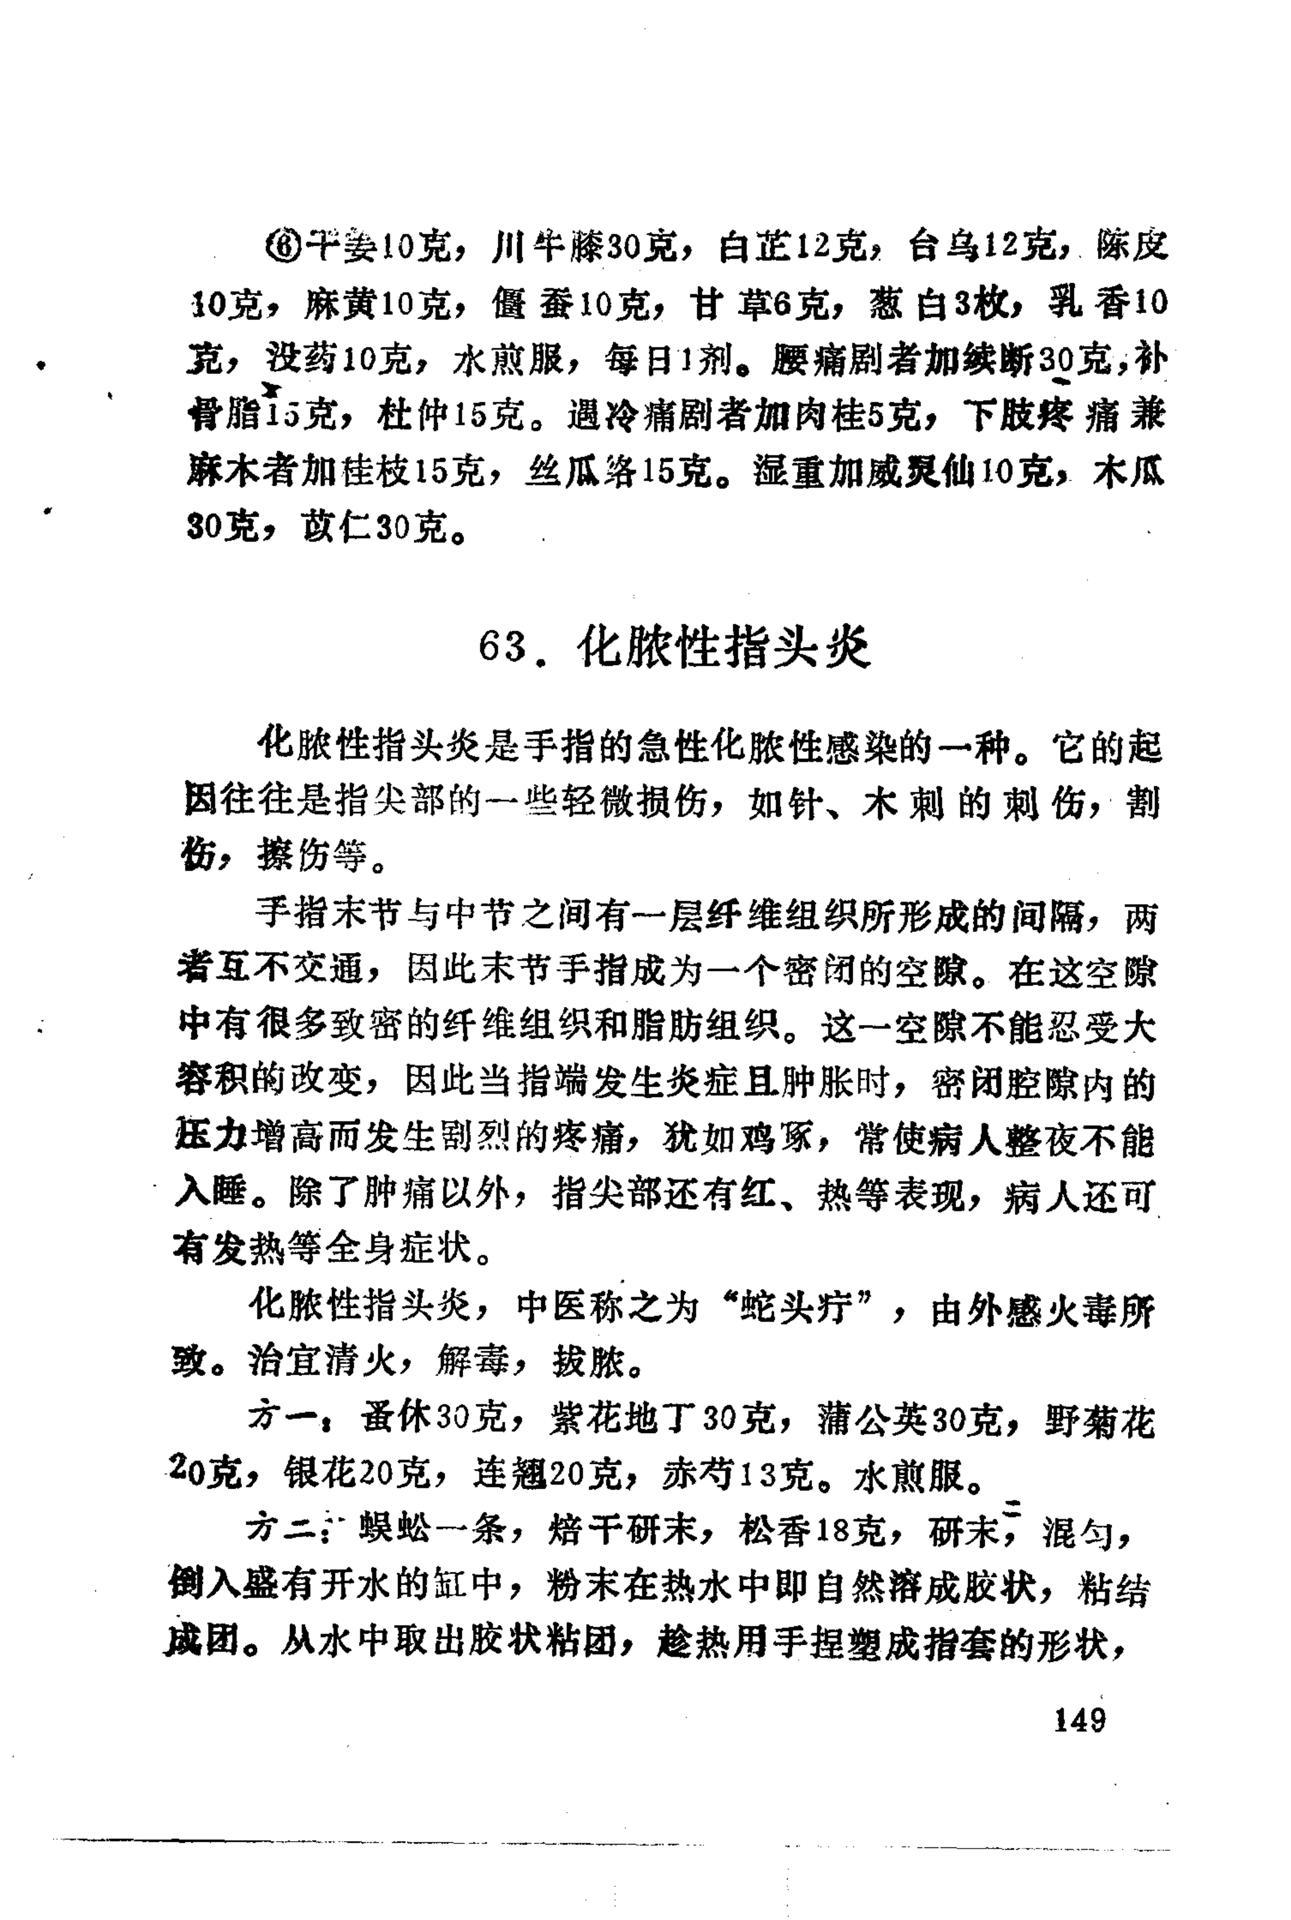 ⑥干姜10克，川牛膝30克，白芷12克，台乌12克，陈皮
10克，麻黄10克，僵蚕10克，甘草6克，葱白3枚，乳香10
克，没药10克，水煎服，每日1剂。腰痛剧者加续断30克，补
骨脂15克，杜仲15克。遇冷痛剧者加肉桂5克，下肢疼痛兼
麻木者加桂枝15克，丝瓜络15克。湿重加威灵仙10克，木瓜
30克，苡仁30克。
63．化脓性指头炎
化脓性指头炎是手指的急性化脓性感染的一种。它的起
因往往是指尖部的一些轻微损伤，如针、木刺的刺伤，割
伤，擦伤等。
手指末节与中节之间有一层纤维组织所形成的间隔，两
者互不交通，因此末节手指成为一个密闭的空隙。在这空隙
中有很多致密的纤维组织和脂肪组织。这一空隙不能忍受大
容积的改变，因此当指端发生炎症且肿胀时，密闭腔隙内的
压力增高而发生剧烈的疼痛，犹如鸡琢，常使病人整夜不能
入睡。除了肿痛以外，指尖部还有红、热等表现，病人还可
有发热等全身症状。
化脓性指头炎，中医称之为“蛇头疔”，由外感火毒所
致。治宜清火，解毒，拔脓。
方一：蚤休30克，紫花地丁30克，蒲公英30克，野菊花
20克，银花20克，连翘20克，赤芍13克。水煎服。
方二：蜈蚣一条，焙干研末，松香18克，研末，混匀，
倒入盛有开水的缸中，粉末在热水中即自然溶成胶状，粘结
成团。从水中取出胶状粘团，趁热用手捏塑成指套的形状，
149